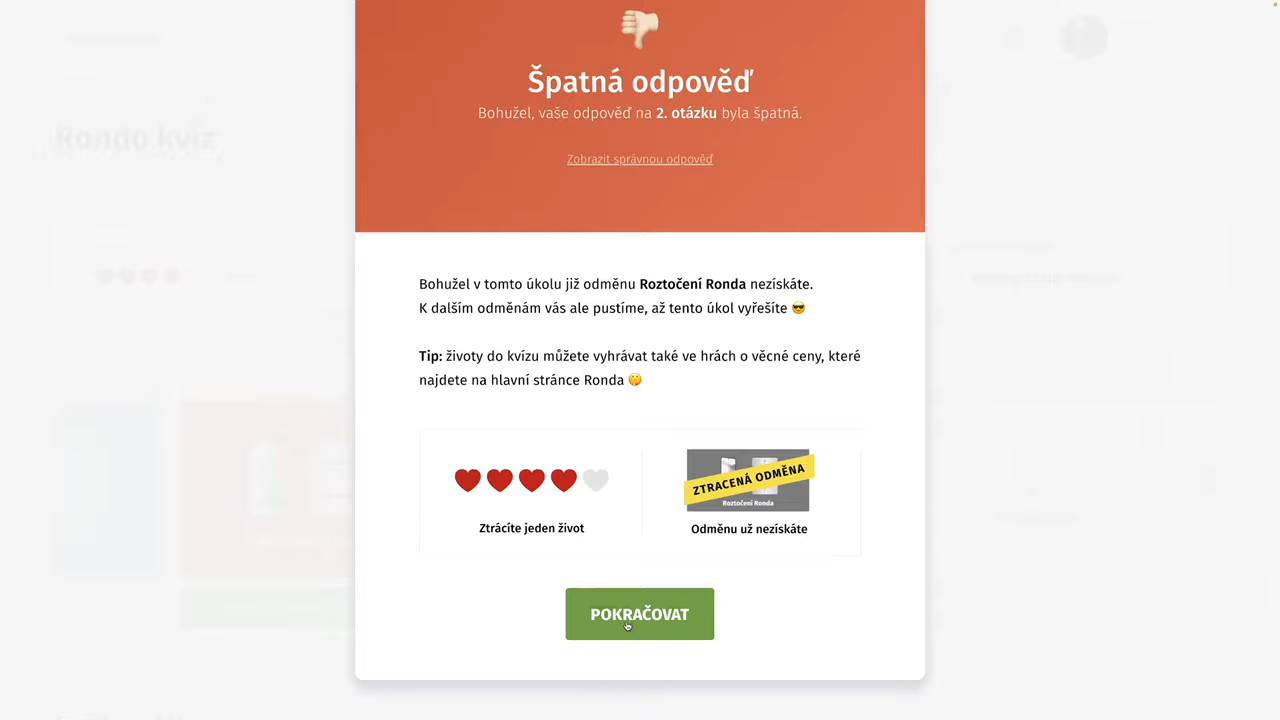 Špatná odpověď
Bohužel, vaše odpověď na 2. otázku byla špatná.
Zobrazit správnou odpověď
Rondo kvíz
Bohužel v tomto úkolu již odměnu Roztočení Ronda nezískáte.
K dalším odměnám vás ale pustíme, až tento úkol vyřešíte 😎
Tip: životy do kvízu můžete vyhrávat také ve hrách o věcné ceny, které
najdete na hlavní stránce Ronda 🤭
ZTRACENÁ ODMĚNA
Roztočení Ronda
Ztrácíte jeden život
Odměnu už nezískáte
POKRAČOVAT